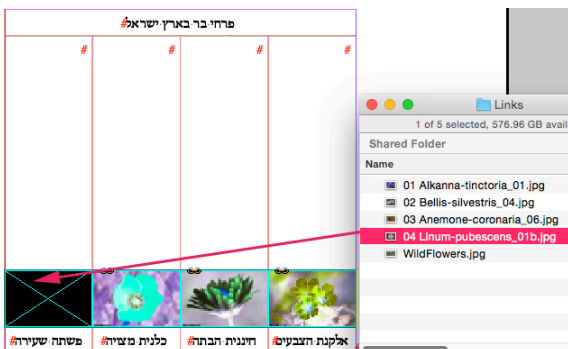 פרחי בר בארץ ישראל#
# # # #
אלקנת הצבעים# חיננית הבתה# כלנית מצויה# פשתה שעירה#
Links
1 of 5 selected, 576.96 GB avail
Shared Folder
Name
01 Alkanna-tinctoria_01.jpg
02 Bellis-silvestris_04.jpg
03 Anemone-coronaria_06.jpg
04 Linum-pubescens_01b.jpg
WildFlowers.jpg